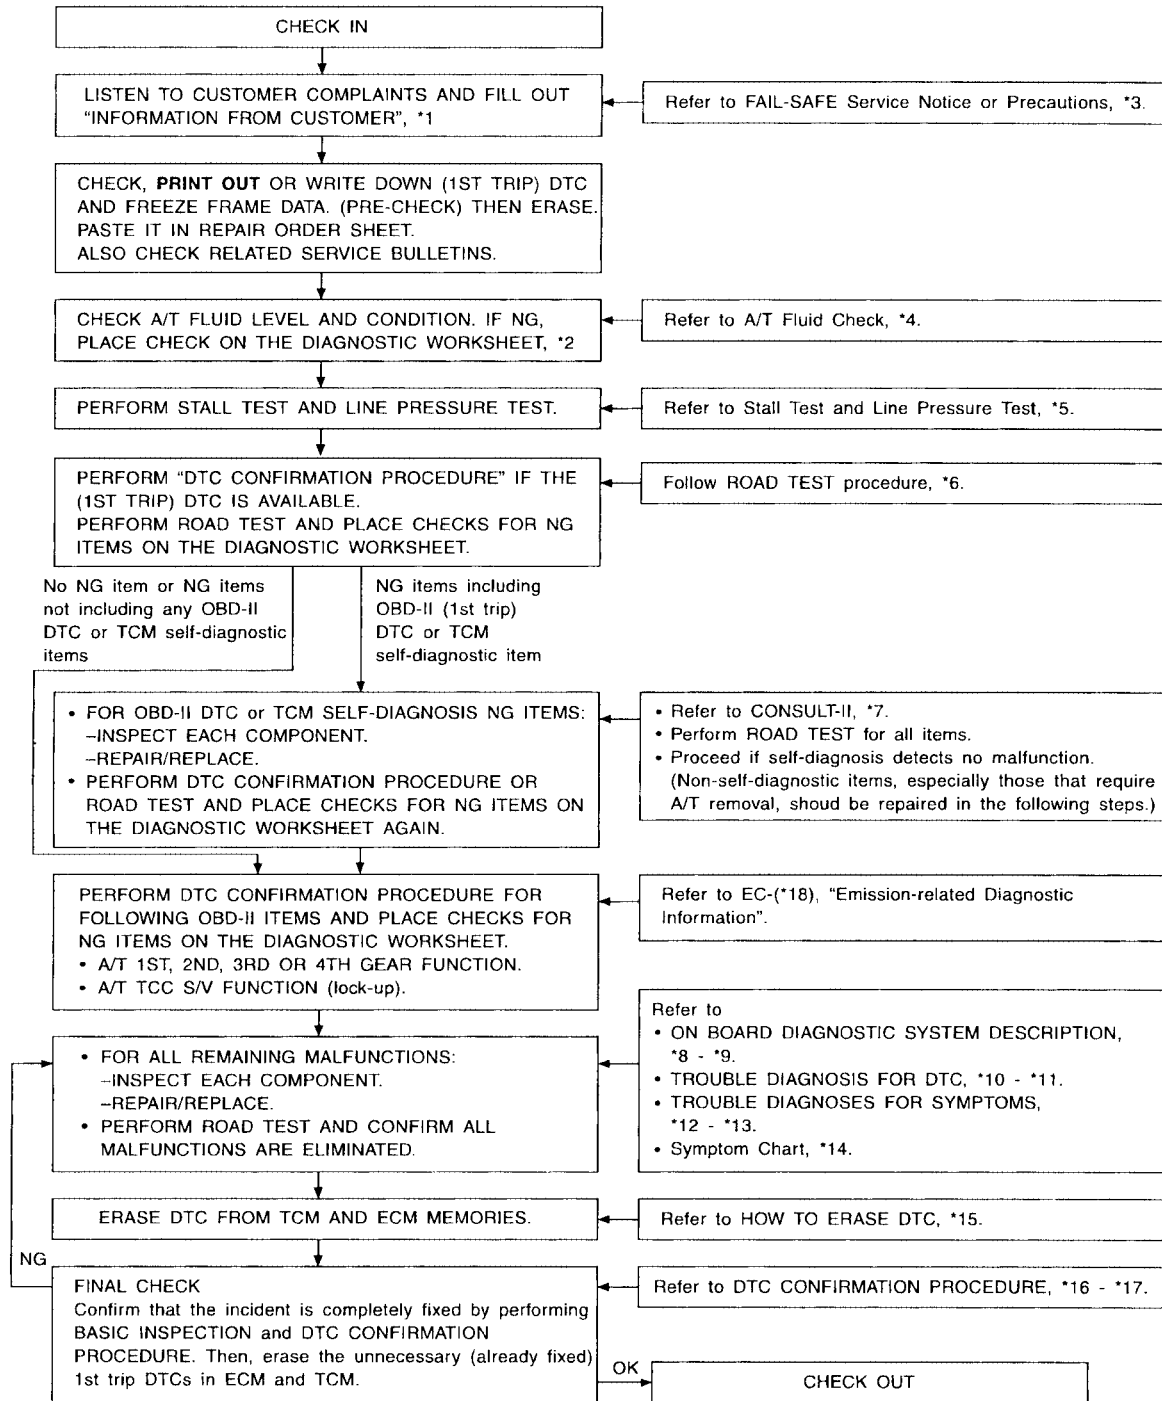 CHECK IN
LISTEN TO CUSTOMER COMPLAINTS AND FILL OUT
"INFORMATION FROM CUSTOMER", *1
Refer to FAIL-SAFE Service Notice or Precautions, *3.
CHECK, PRINT OUT OR WRITE DOWN (1ST TRIP) DTC
AND FREEZE FRAME DATA. (PRE-CHECK) THEN ERASE.
PASTE IT IN REPAIR ORDER SHEET.
ALSO CHECK RELATED SERVICE BULLETINS.
CHECK A/T FLUID LEVEL AND CONDITION. IF NG,
PLACE CHECK ON THE DIAGNOSTIC WORKSHEET, *2
Refer to A/T Fluid Check, *4.
PERFORM STALL TEST AND LINE PRESSURE TEST.
Refer to Stall Test and Line Pressure Test, *5.
PERFORM "DTC CONFIRMATION PROCEDURE" IF THE
(1ST TRIP) DTC IS AVAILABLE.
PERFORM ROAD TEST AND PLACE CHECKS FOR NG
ITEMS ON THE DIAGNOSTIC WORKSHEET.
Follow ROAD TEST procedure, *6.
No NG item or NG items
not including any OBD-II
DTC or TCM self-diagnostic
items
NG items including
OBD-II (1st trip)
DTC or TCM
self-diagnostic item
• FOR OBD-II DTC or TCM SELF-DIAGNOSIS NG ITEMS:
–INSPECT EACH COMPONENT.
–REPAIR/REPLACE.
• PERFORM DTC CONFIRMATION PROCEDURE OR
ROAD TEST AND PLACE CHECKS FOR NG ITEMS ON
THE DIAGNOSTIC WORKSHEET AGAIN.
• Refer to CONSULT-II, *7.
• Perform ROAD TEST for all items.
• Proceed if self-diagnosis detects no malfunction.
(Non-self-diagnostic items, especially those that require
A/T removal, shoud be repaired in the following steps.)
PERFORM DTC CONFIRMATION PROCEDURE FOR
FOLLOWING OBD-II ITEMS AND PLACE CHECKS FOR
NG ITEMS ON THE DIAGNOSTIC WORKSHEET.
• A/T 1ST, 2ND, 3RD OR 4TH GEAR FUNCTION.
• A/T TCC S/V FUNCTION (lock-up).
Refer to EC-(*18), "Emission-related Diagnostic
Information".
• FOR ALL REMAINING MALFUNCTIONS:
–INSPECT EACH COMPONENT.
–REPAIR/REPLACE.
• PERFORM ROAD TEST AND CONFIRM ALL
MALFUNCTIONS ARE ELIMINATED.
Refer to
• ON BOARD DIAGNOSTIC SYSTEM DESCRIPTION,
*8 - *9.
• TROUBLE DIAGNOSIS FOR DTC, *10 - *11.
• TROUBLE DIAGNOSES FOR SYMPTOMS,
*12 - *13.
• Symptom Chart, *14.
ERASE DTC FROM TCM AND ECM MEMORIES.
Refer to HOW TO ERASE DTC, *15.
NG
FINAL CHECK
Confirm that the incident is completely fixed by performing
BASIC INSPECTION and DTC CONFIRMATION
PROCEDURE. Then, erase the unnecessary (already fixed)
1st trip DTCs in ECM and TCM.
Refer to DTC CONFIRMATION PROCEDURE, *16 - *17.
OK
CHECK OUT